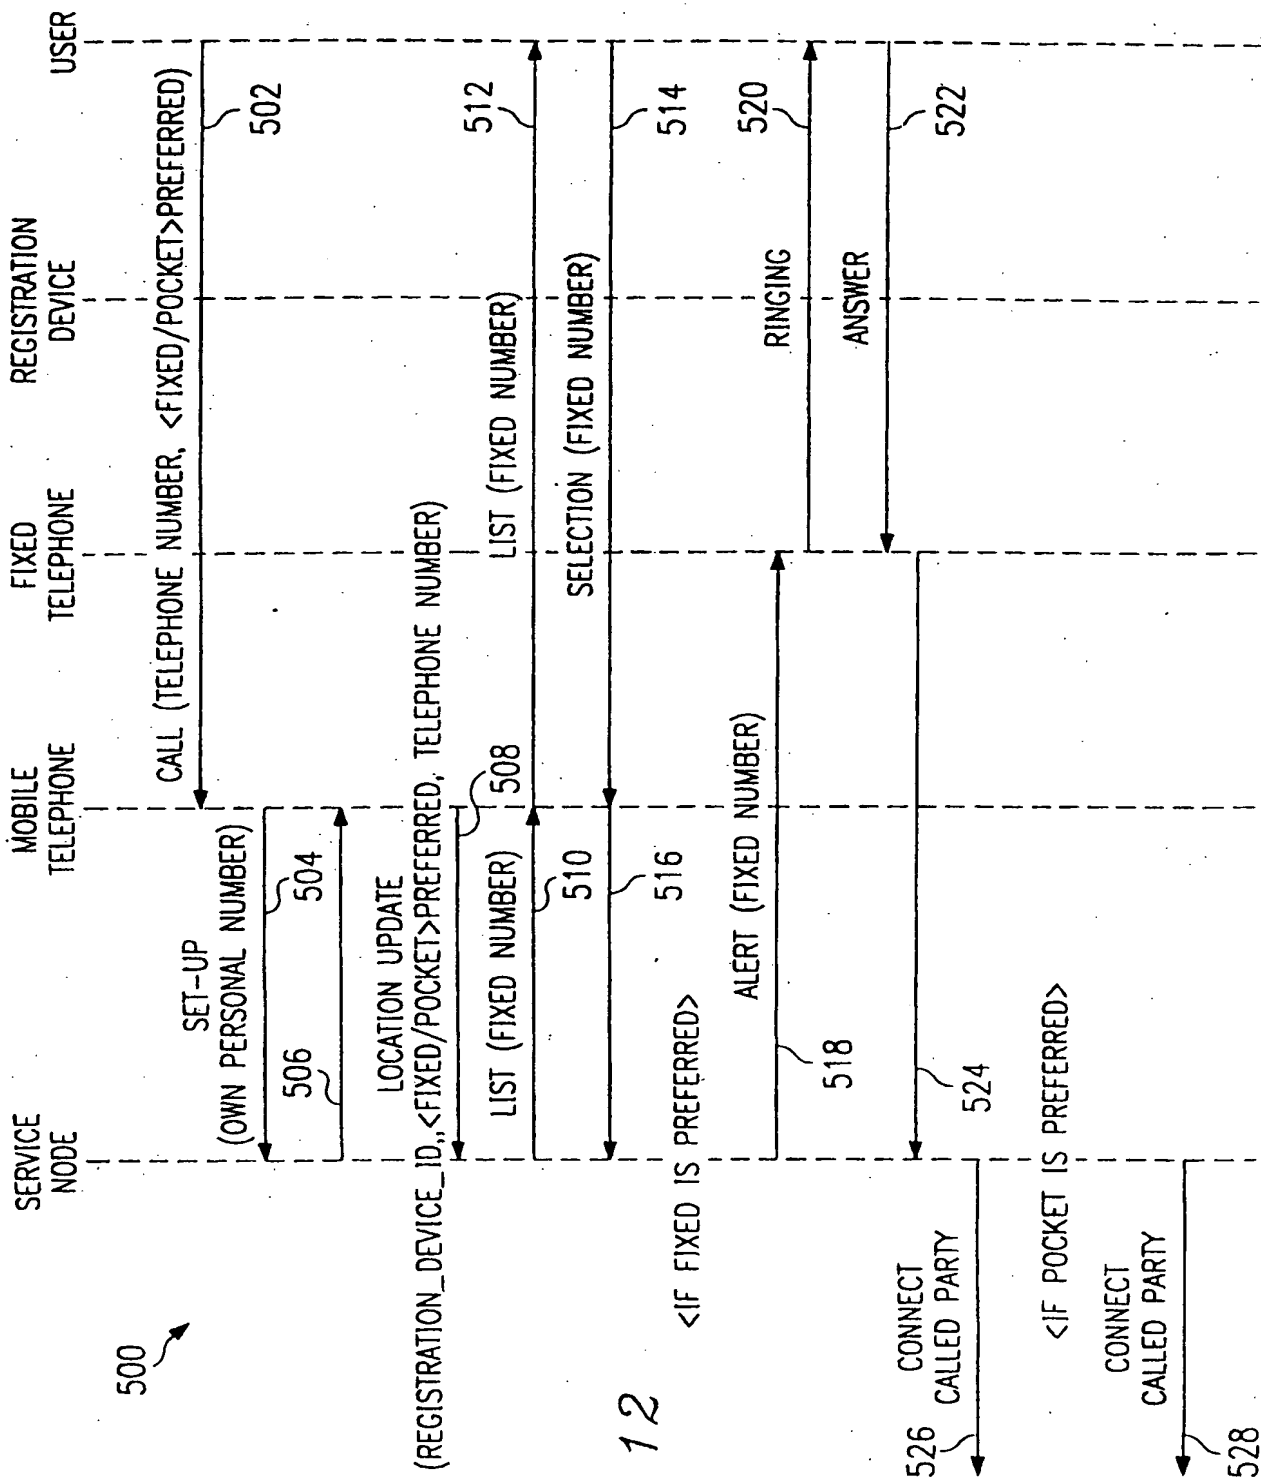 500
SERVICE
NODE
MOBILE
TELEPHONE
FIXED
TELEPHONE
REGISTRATION
DEVICE
USER
CALL (TELEPHONE NUMBER, <FIXED/POCKET>PREFERRED)
502
SET-UP
(OWN PERSONAL NUMBER)
504
506
LOCATION UPDATE
(REGISTRATION_DEVICE_ID,,<FIXED/POCKET>PREFERRED, TELEPHONE NUMBER)
508
LIST (FIXED NUMBER)
510
LIST (FIXED NUMBER)
512
SELECTION (FIXED NUMBER)
514
516
<IF FIXED IS PREFERRED>
ALERT (FIXED NUMBER)
518
RINGING
520
ANSWER
522
524
CONNECT
CALLED PARTY
526
<IF POCKET IS PREFERRED>
CONNECT
CALLED PARTY
528
12